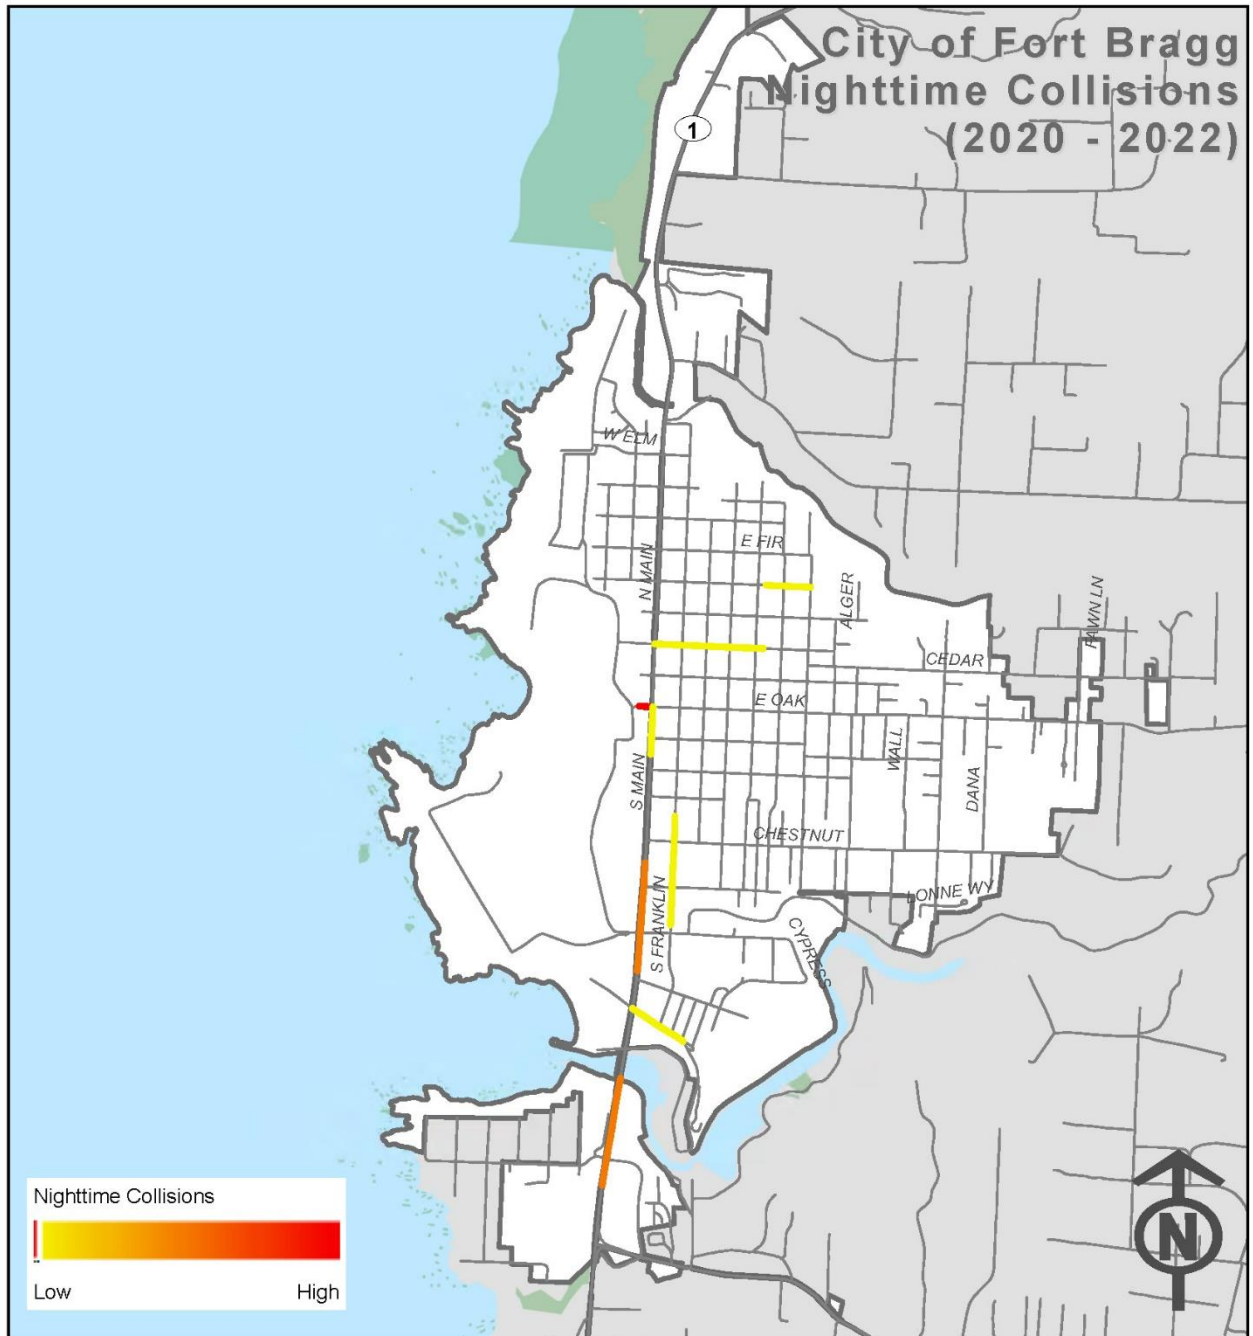 City of Fort Bragg
Nighttime Collisions
(2020 - 2022)
1
W ELM
E FIR
N MAIN
ALGER
FAWN LN
CEDAR
E OAK
WALL
S MAIN
DANA
CHESTNUT
LONNE WY
S FRANKLIN
CYPRESS
Nighttime Collisions
Low
High
N